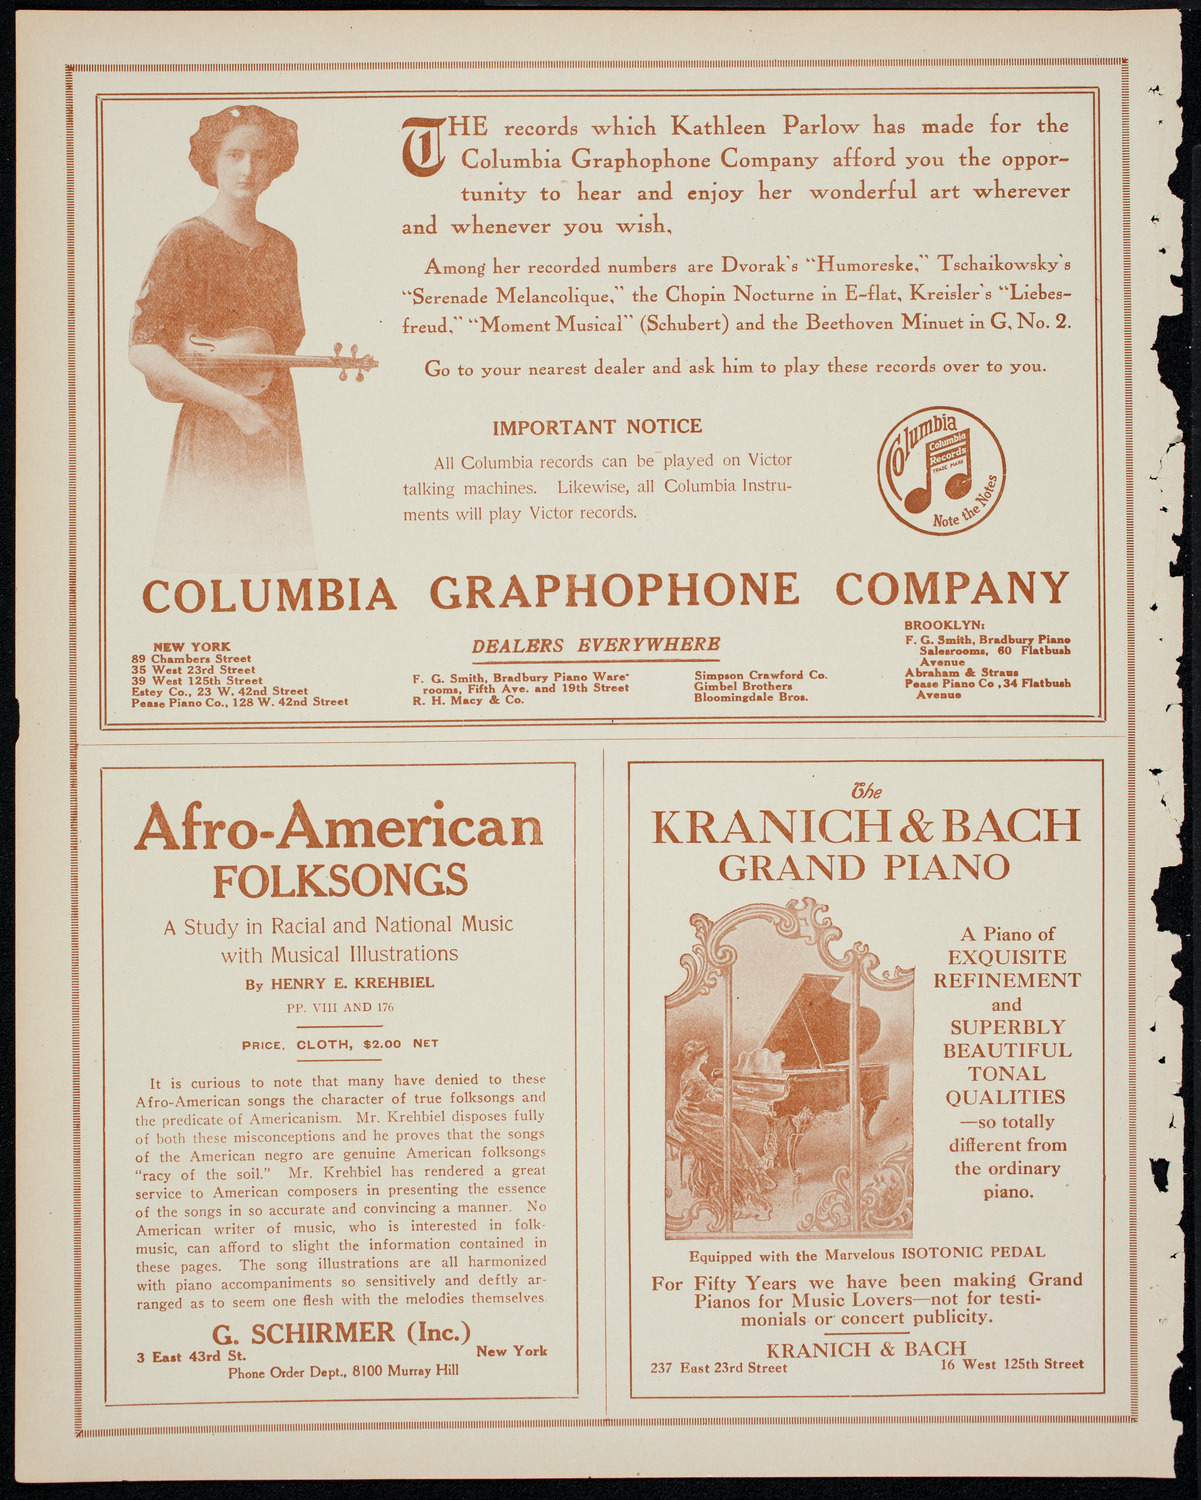 THE records which Kathleen Parlow has made for the
Columbia Graphophone Company afford you the oppor-
tunity to hear and enjoy her wonderful art wherever
and whenever you wish,
Among her recorded numbers are Dvorak's "Humoreske," Tschaikowsky's
"Serenade Melancolique," the Chopin Nocturne in E-flat, Kreisler's "Liebes-
freud," "Moment Musical" (Schubert) and the Beethoven Minuet in G, No. 2.
Go to your nearest dealer and ask him to play these records over to you.
IMPORTANT NOTICE
All Columbia records can be played on Victor
talking machines. Likewise, all Columbia Instru-
ments will play Victor records.
Columbia
Columbia
Records
TRADE MARK
Note the Notes
COLUMBIA GRAPHOPHONE COMPANY
NEW YORK
89 Chambers Street
35 West 23rd Street
39 West 125th Street
Estey Co., 23 W. 42nd Street
Pease Piano Co., 128 W. 42nd Street
DEALERS EVERYWHERE
F. G. Smith, Bradbury Piano Ware-
rooms, Fifth Ave. and 19th Street
R. H. Macy & Co.
Simpson Crawford Co.
Gimbel Brothers
Bloomingdale Bros.
BROOKLYN:
F. G. Smith, Bradbury Piano
Salesrooms, 60 Flatbush
Avenue
Abraham & Straus
Pease Piano Co ,34 Flatbush
Avenue
Afro-American
FOLKSONGS
A Study in Racial and National Music
with Musical Illustrations
By HENRY E. KREHBIEL
PP. VIII AND 176
PRICE, CLOTH, $2.00 NET
It is curious to note that many have denied to these
Afro-American songs the character of true folksongs and
the predicate of Americanism. Mr. Krehbiel disposes fully
of both these misconceptions and he proves that the songs
of the American negro are genuine American folksongs
"racy of the soil." Mr. Krehbiel has rendered a great
service to American composers in presenting the essence
of the songs in so accurate and convincing a manner. No
American writer of music, who is interested in folk-
music, can afford to slight the information contained in
these pages. The song illustrations are all harmonized
with piano accompaniments so sensitively and deftly ar-
ranged as to seem one flesh with the melodies themselves.
G. SCHIRMER (Inc.)
3 East 43rd St. New York
Phone Order Dept., 8100 Murray Hill
The
KRANICH & BACH
GRAND PIANO
A Piano of
EXQUISITE
REFINEMENT
and
SUPERBLY
BEAUTIFUL
TONAL
QUALITIES
—so totally
different from
the ordinary
piano.
Equipped with the Marvelous ISOTONIC PEDAL
For Fifty Years we have been making Grand
Pianos for Music Lovers—not for testi-
monials or concert publicity.
KRANICH & BACH
237 East 23rd Street 16 West 125th Street